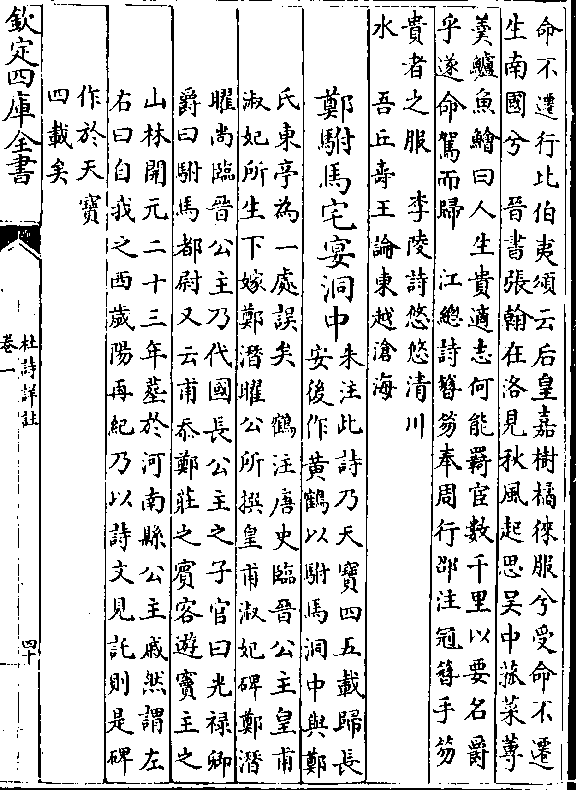 命不遷行比伯夷頌云后皇嘉樹橘徠服兮受命不遷
生南國兮　晉書張翰在洛見秋風起思吴中菰菜蓴
羮鱸魚鱠曰人生貴適志何能羈宦數千里以要名爵
乎遂命駕而歸　江總詩簪笏奉周行邵注冠簪手笏
貴者之服　李陵詩悠悠清川
水　吾丘壽王論東越滄海
鄭駙馬宅宴洞中
朱注此詩乃天寶四五載歸長
安後作黄鶴以駙馬洞中與鄭
氏東亭為一處誤矣　鶴注唐史臨晉公主皇甫
淑妃所生下嫁鄭潛曜公所撰皇甫淑妃碑鄭潛
曜尚臨晉公主乃代國長公主之子官曰光禄卿
爵曰駙馬都尉又云甫忝鄭莊之賓客遊竇主之
山林開元二十三年墓於河南縣公主戚然謂左
右曰自我之西歲陽再紀乃以詩文見託則是碑
作於天寶
四載矣
欽定四庫全書
杜詩詳註
卷一
四十